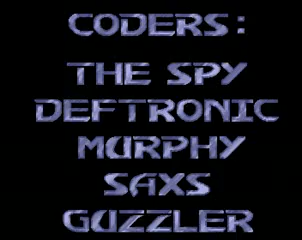 CODERS:
THE SPY
DEFTRONIC
MURPHY
SAXS
GUZZLER